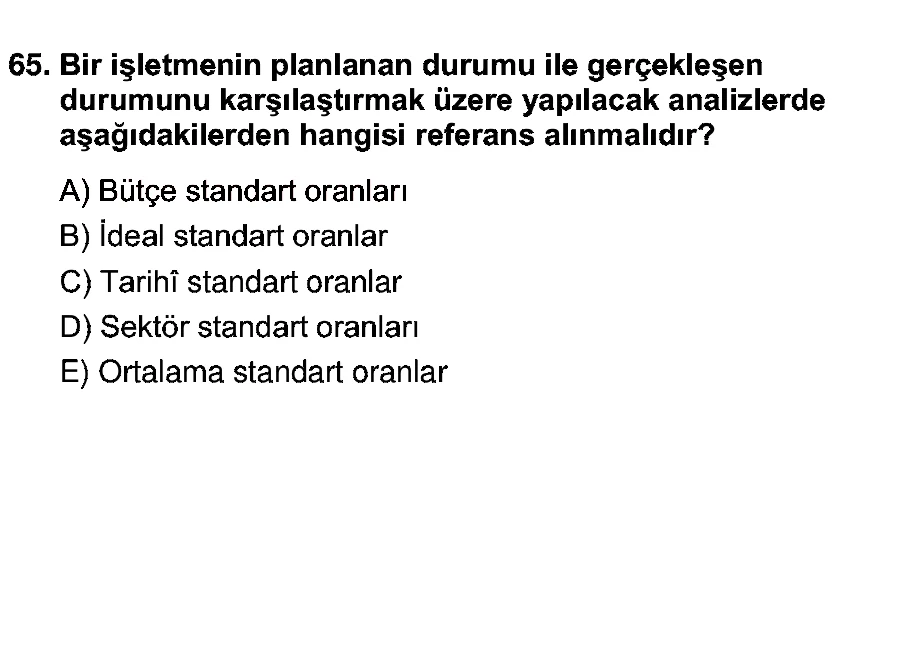 65. Bir işletmenin planlanan durumu ile gerçekleşen
durumunu karşılaştırmak üzere yapılacak analizlerde
aşağıdakilerden hangisi referans alınmalıdır?
A) Bütçe standart oranları
B) İdeal standart oranlar
C) Tarihî standart oranlar
D) Sektör standart oranları
E) Ortalama standart oranlar